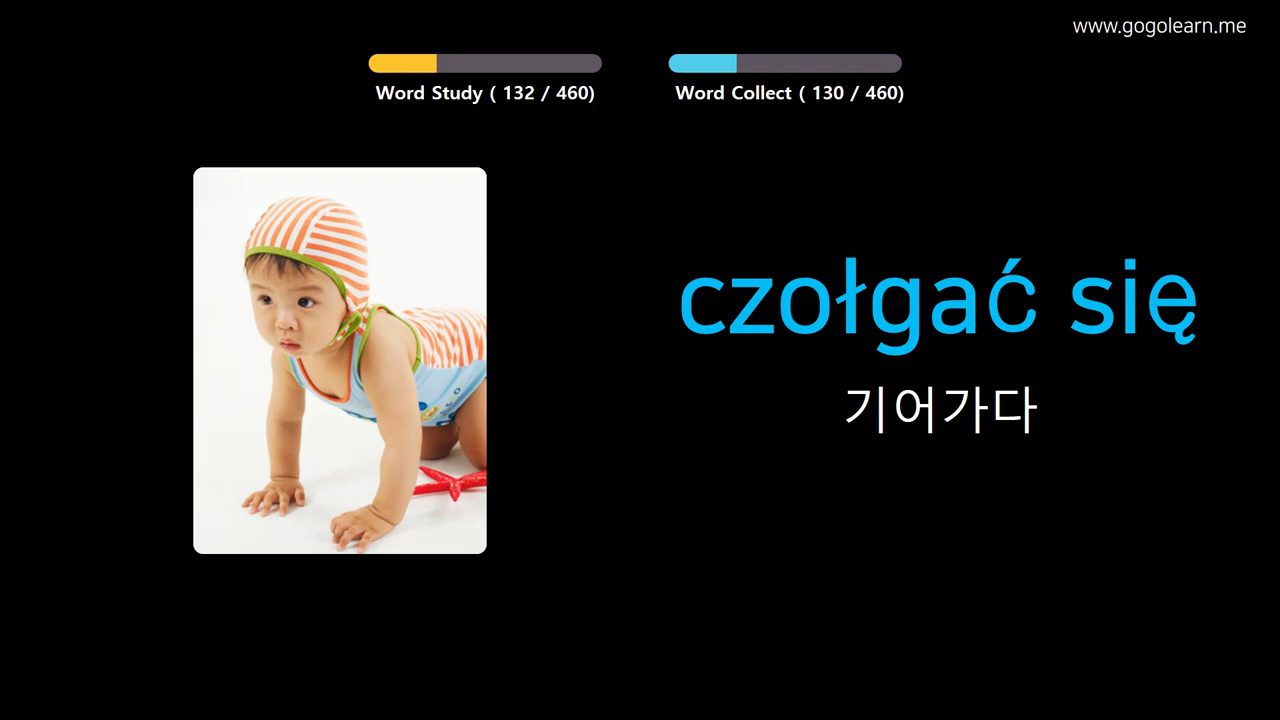 www.gogolearn.me
Word Study ( 132 / 460)
Word Collect ( 130 / 460)
czołgać się
기어가다